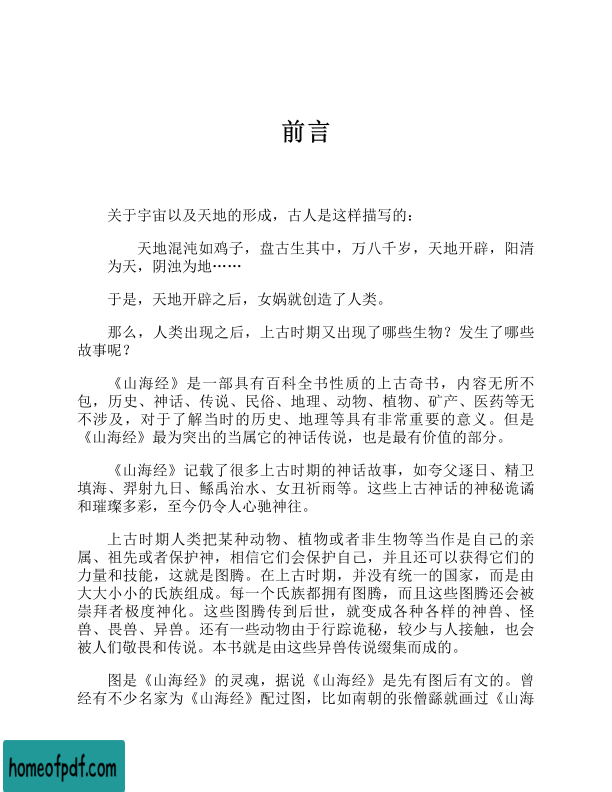 前言
关于宇宙以及天地的形成，古人是这样描写的：
天地混沌如鸡子，盘古生其中，万八千岁，天地开辟，阳清
为天，阴浊为地……
于是，天地开辟之后，女娲就创造了人类。
那么，人类出现之后，上古时期又出现了哪些生物？发生了哪些
故事呢？
《山海经》是一部具有百科全书性质的上古奇书，内容无所不
包，历史、神话、传说、民俗、地理、动物、植物、矿产、医药等无
不涉及，对于了解当时的历史、地理等具有非常重要的意义。但是
《山海经》最为突出的当属它的神话传说，也是最有价值的部分。
《山海经》记载了很多上古时期的神话故事，如夸父逐日、精卫
填海、羿射九日、鲧禹治水、女丑祈雨等。这些上古神话的神秘诡谲
和璀璨多彩，至今仍令人心驰神往。
上古时期人类把某种动物、植物或者非生物等当作是自己的亲
属、祖先或者保护神，相信它们会保护自己，并且还可以获得它们的
力量和技能，这就是图腾。在上古时期，并没有统一的国家，而是由
大大小小的氏族组成。每一个氏族都拥有图腾，而且这些图腾还会被
崇拜者极度神化。这些图腾传到后世，就变成各种各样的神兽、怪
兽、畏兽、异兽。还有一些动物由于行踪诡秘，较少与人接触，也会
被人们敬畏和传说。本书就是由这些异兽传说缀集而成的。
图是《山海经》的灵魂，据说《山海经》是先有图后有文的。曾
经有不少名家为《山海经》配过图，比如南朝的张僧繇就画过《山海
homeofpdf.com